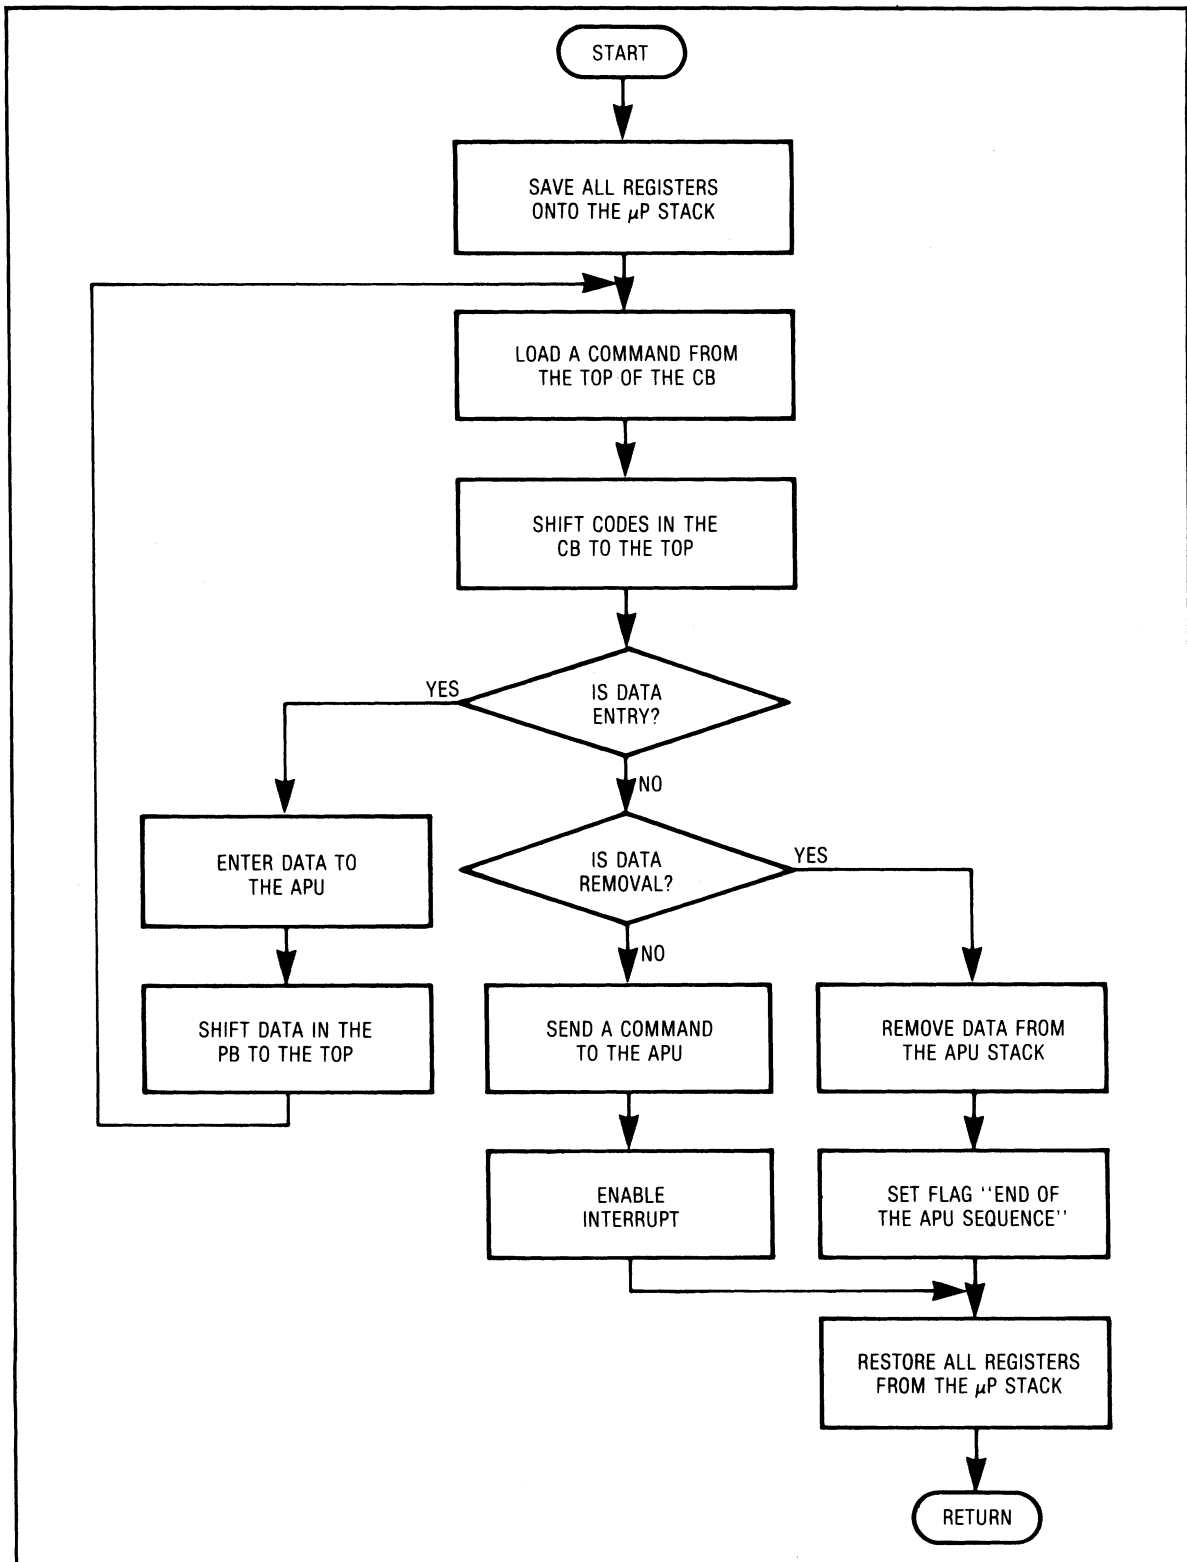 START
SAVE ALL REGISTERS
ONTO THE μP STACK
LOAD A COMMAND FROM
THE TOP OF THE CB
SHIFT CODES IN THE
CB TO THE TOP
IS DATA
ENTRY?
YES
NO
ENTER DATA TO
THE APU
SHIFT DATA IN THE
PB TO THE TOP
IS DATA
REMOVAL?
YES
NO
SEND A COMMAND
TO THE APU
ENABLE
INTERRUPT
REMOVE DATA FROM
THE APU STACK
SET FLAG ''END OF
THE APU SEQUENCE''
RESTORE ALL REGISTERS
FROM THE μP STACK
RETURN